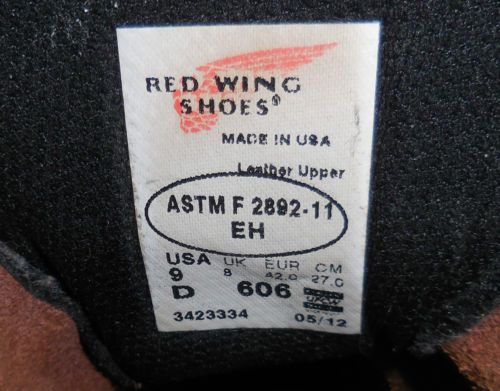 RED WING
SHOES®
MADE IN USA
Leather Upper
ASTM F 2892-11
EH
USA UK EUR CM
9 8 42.0 27.0
D 606
3423334 05/12